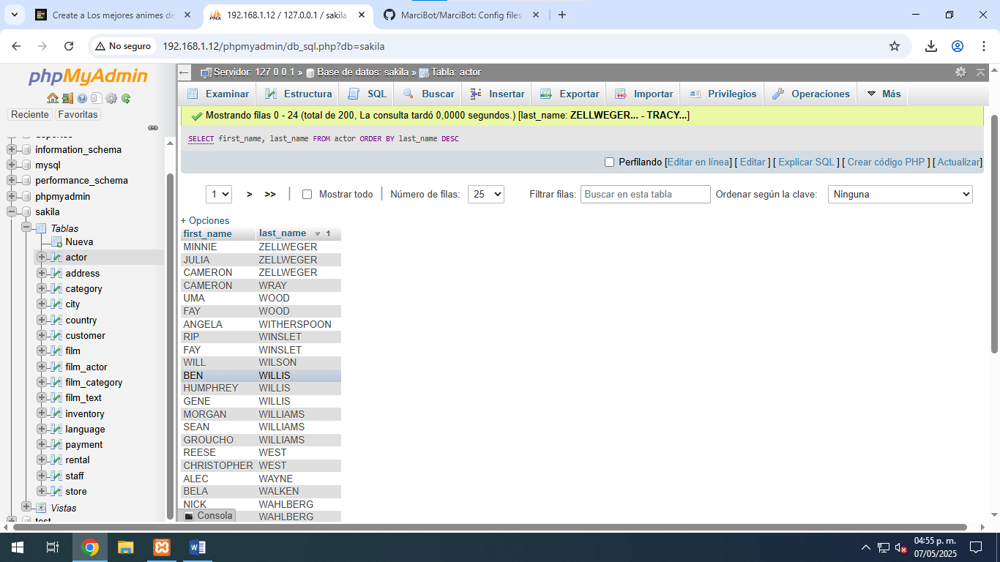 Create a Los mejores animes de
192.168.1.12 / 127.0.0.1 / sakila
MarciBot/MarciBot: Config files
No seguro
192.168.1.12/phpmyadmin/db_sql.php?db=sakila
phpMyAdmin
Reciente
Favoritas
information_schema
mysql
performance_schema
phpmyadmin
sakila
Tablas
Nueva
actor
address
category
city
country
customer
film
film_actor
film_category
film_text
inventory
language
payment
rental
staff
store
Vistas
Servidor: 127.0.0.1 » Base de datos: sakila » Tabla: actor
Examinar
Estructura
SQL
Buscar
Insertar
Exportar
Importar
Privilegios
Operaciones
Más
Mostrando filas 0 - 24 (total de 200, La consulta tardó 0,0000 segundos.) [last_name: ZELLWEGER... - TRACY...]
SELECT first_name, last_name FROM actor ORDER BY last_name DESC
Perfilando [Editar en línea] [ Editar ] [ Explicar SQL ] [ Crear código PHP ] [ Actualizar]
1 > >> | Mostrar todo | Número de filas: 25 Filtrar filas: Buscar en esta tabla Ordenar según la clave: Ninguna
+ Opciones
first_name last_name 1
MINNIE ZELLWEGER
JULIA ZELLWEGER
CAMERON ZELLWEGER
CAMERON WRAY
UMA WOOD
FAY WOOD
ANGELA WITHERSPOON
RIP WINSLET
FAY WINSLET
WILL WILSON
BEN WILLIS
HUMPHREY WILLIS
GENE WILLIS
MORGAN WILLIAMS
SEAN WILLIAMS
GROUCHO WILLIAMS
REESE WEST
CHRISTOPHER WEST
ALEC WAYNE
BELA WALKEN
NICK WAHLBERG
WAHLBERG
Consola
04:55 p. m.
07/05/2025